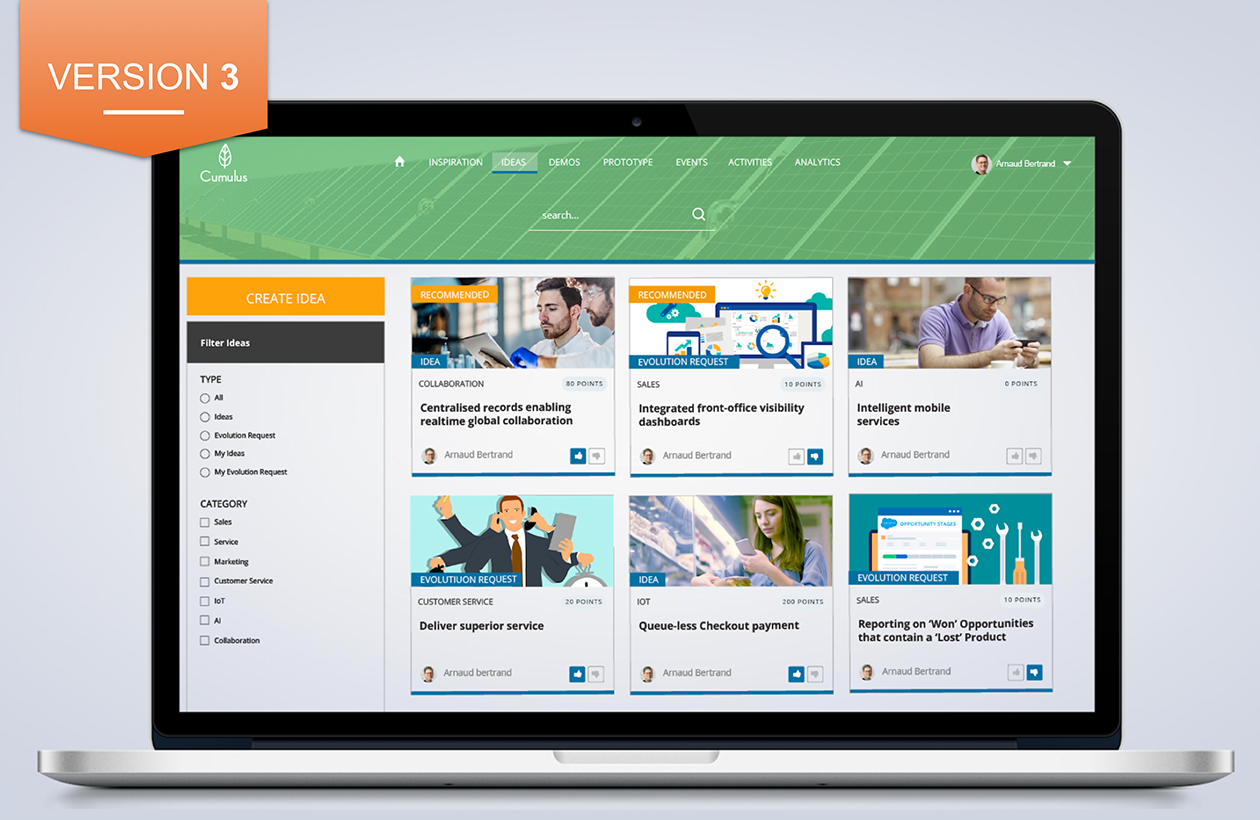 VERSION 3
Cumulus
INSPIRATION IDEAS DEMOS PROTOTYPE EVENTS ACTIVITIES ANALYTICS
Arnaud Bertrand
search...
CREATE IDEA
Filter Ideas
TYPE
All
Ideas
Evolution Request
My Ideas
My Evolution Request
CATEGORY
Sales
Service
Marketing
Customer Service
IoT
AI
Collaboration
RECOMMENDED
IDEA
COLLABORATION 80 POINTS
Centralised records enabling
realtime global collaboration
Arnaud Bertrand
RECOMMENDED
EVOLUTION REQUEST
SALES 10 POINTS
Integrated front-office visibility
dashboards
Arnaud Bertrand
IDEA
AI 0 POINTS
Intelligent mobile
services
Arnaud Bertrand
EVOLUTIUON REQUEST
CUSTOMER SERVICE 20 POINTS
Deliver superior service
Arnaud bertrand
IDEA
IOT 200 POINTS
Queue-less Checkout payment
Arnaud Bertrand
OPPORTUNITY STAGES
EVOLUTION REQUEST
SALES 10 POINTS
Reporting on ‘Won’ Opportunities
that contain a ‘Lost’ Product
Arnaud Bertrand